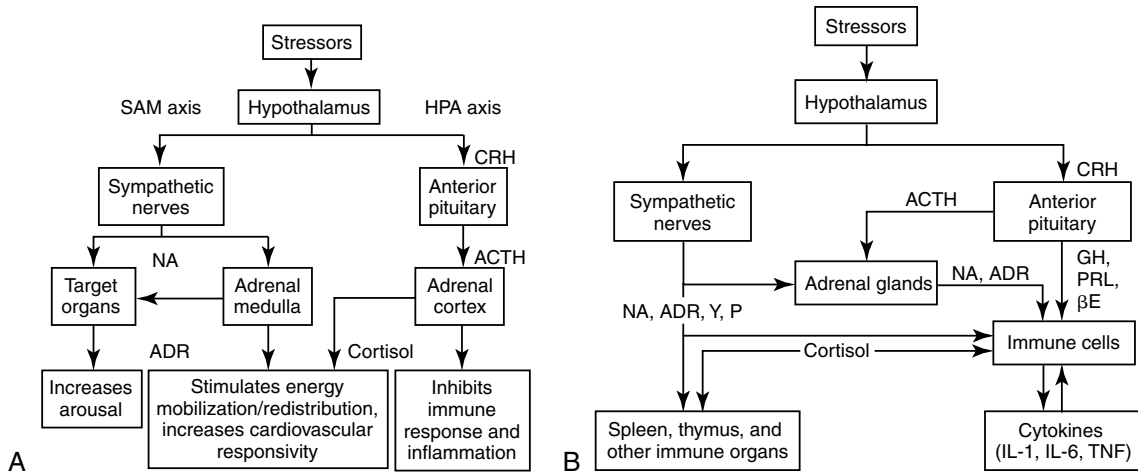 Stressors
SAM axis
Hypothalamus
HPA axis
CRH
Sympathetic
nerves
Anterior
pituitary
NA
ACTH
Target
organs
Adrenal
medulla
Adrenal
cortex
ADR
Cortisol
Increases
arousal
Stimulates energy
mobilization/redistribution,
increases cardiovascular
responsivity
Inhibits
immune
response and
inflammation
A
Stressors
Hypothalamus
CRH
Sympathetic
nerves
ACTH
Anterior
pituitary
Adrenal glands
NA, ADR
GH,
PRL,
βE
NA, ADR, Y, P
Immune cells
Cortisol
Spleen, thymus, and
other immune organs
Cytokines
(IL-1, IL-6, TNF)
B